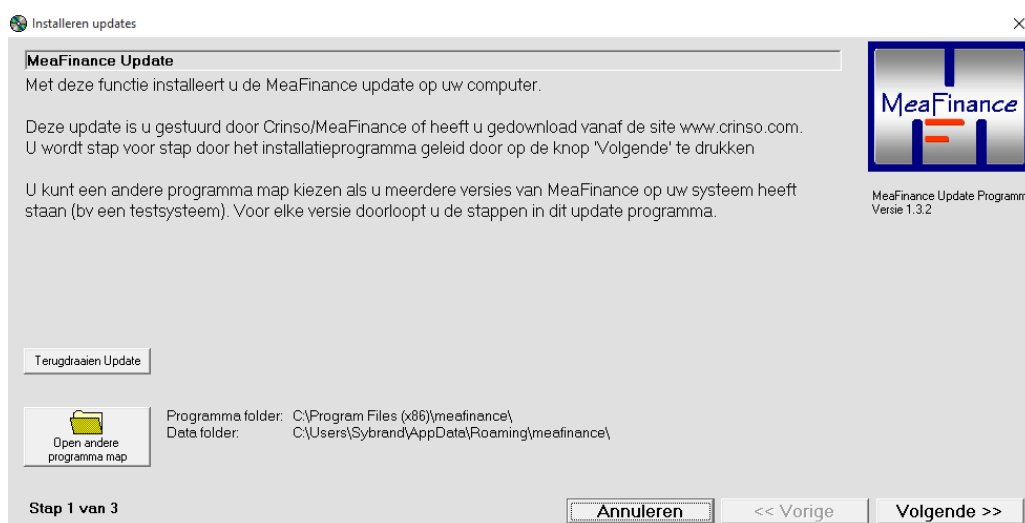 Installeren updates
MeaFinance Update
Met deze functie installeert u de MeaFinance update op uw computer.
Deze update is u gestuurd door Crinso/MeaFinance of heeft u gedownload vanaf de site www.crinso.com.
U wordt stap voor stap door het installatieprogramma geleid door op de knop 'Volgende' te drukken
U kunt een andere programma map kiezen als u meerdere versies van MeaFinance op uw systeem heeft
staan (bv een testsysteem). Voor elke versie doorloopt u de stappen in dit update programma.
MeaFinance
MeaFinance Update Programm
Versie 1.3.2
Terugdraaien Update
Open andere
programma map
Programma folder: C:\Program Files (x86)\meafinance\
Data folder: C:\Users\Sybrand\AppData\Roaming\meafinance\
Stap 1 van 3
Annuleren
<< Vorige
Volgende >>